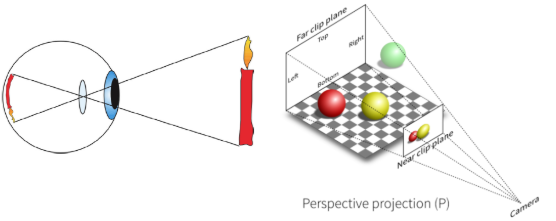 Far clip plane
Top
Right
Left
Bottom
Near clip plane
Camera
Perspective projection (P)